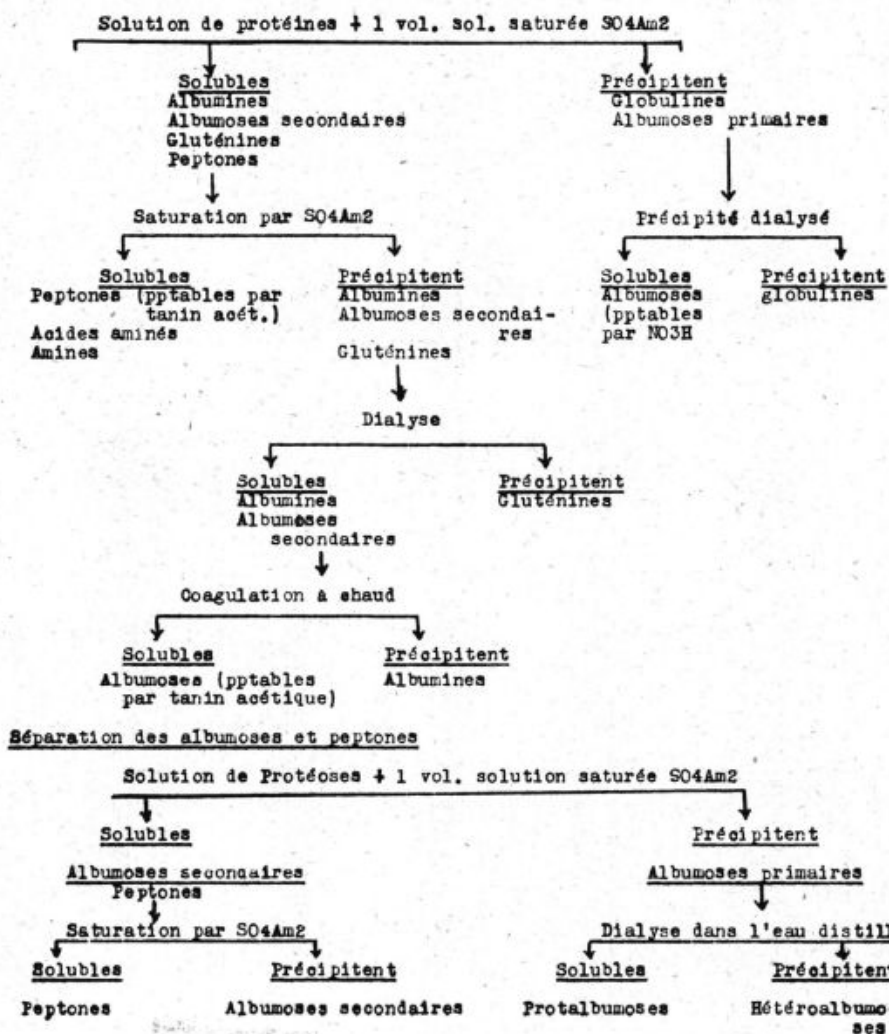 Solution de protéines + 1 vol. sol. saturée SO4Am2
Solubles
Albumines
Albumoses secondaires
Gluténines
Peptones
Précipitent
Globulines
Albumoses primaires
Saturation par SO4Am2
Précipité dialysé
Solubles
Peptones (pptables par
tanin acét.)
Acides aminés
Amines
Précipitent
Albumines
Albumoses secondai-
res
Gluténines
Solubles
Albumoses
(pptables
par NO3H
Précipitent
globulines
Dialyse
Solubles
Albumines
Albumoses
secondaires
Précipitent
Gluténines
Coagulation à chaud
Solubles
Albumoses (pptables
par tanin acétique)
Précipitent
Albumines
Séparation des albumoses et peptones
Solution de Protéoses + 1 vol. solution saturée SO4Am2
Solubles
Albumoses secondaires
Peptones
Précipitent
Albumoses primaires
Saturation par SO4Am2
Dialyse dans l'eau distill
Solubles
Peptones
Précipitent
Albumoses secondaires
Solubles
Protalbumoses
Précipitent
Hétéroalbumo
ses